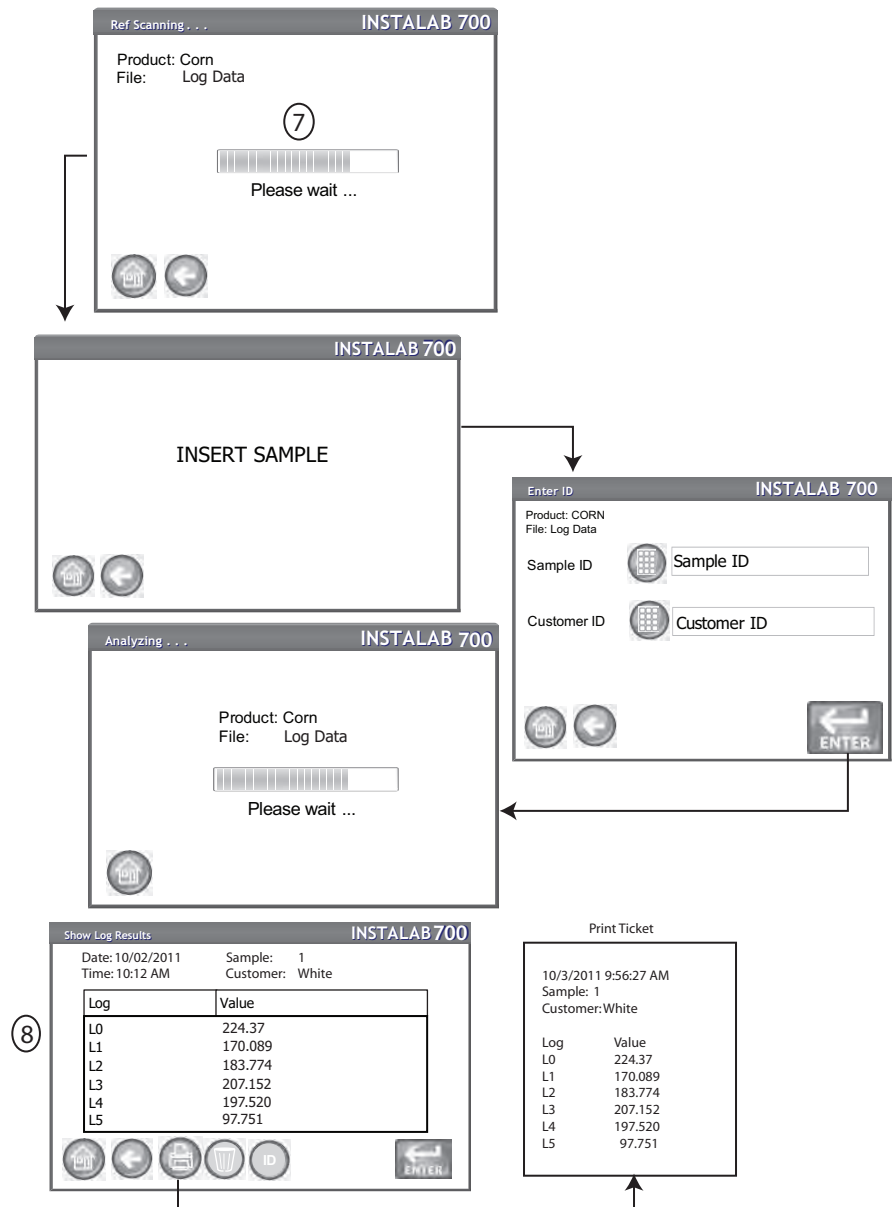 Ref Scanning . . . INSTALAB 700
Product: Corn
File: Log Data
7
Please wait ...
INSTALAB 700
INSERT SAMPLE
Enter ID INSTALAB 700
Product: CORN
File: Log Data
Sample ID Sample ID
Customer ID Customer ID
ENTER
Analyzing . . . INSTALAB 700
Product: Corn
File: Log Data
Please wait ...
Show Log Results INSTALAB 700
Date: 10/02/2011 Sample: 1
Time: 10:12 AM Customer: White
8
Log Value
L0 224.37
L1 170.089
L2 183.774
L3 207.152
L4 197.520
L5 97.751
ID
ENTER
Print Ticket
10/3/2011 9:56:27 AM
Sample: 1
Customer: White
Log Value
L0 224.37
L1 170.089
L2 183.774
L3 207.152
L4 197.520
L5 97.751